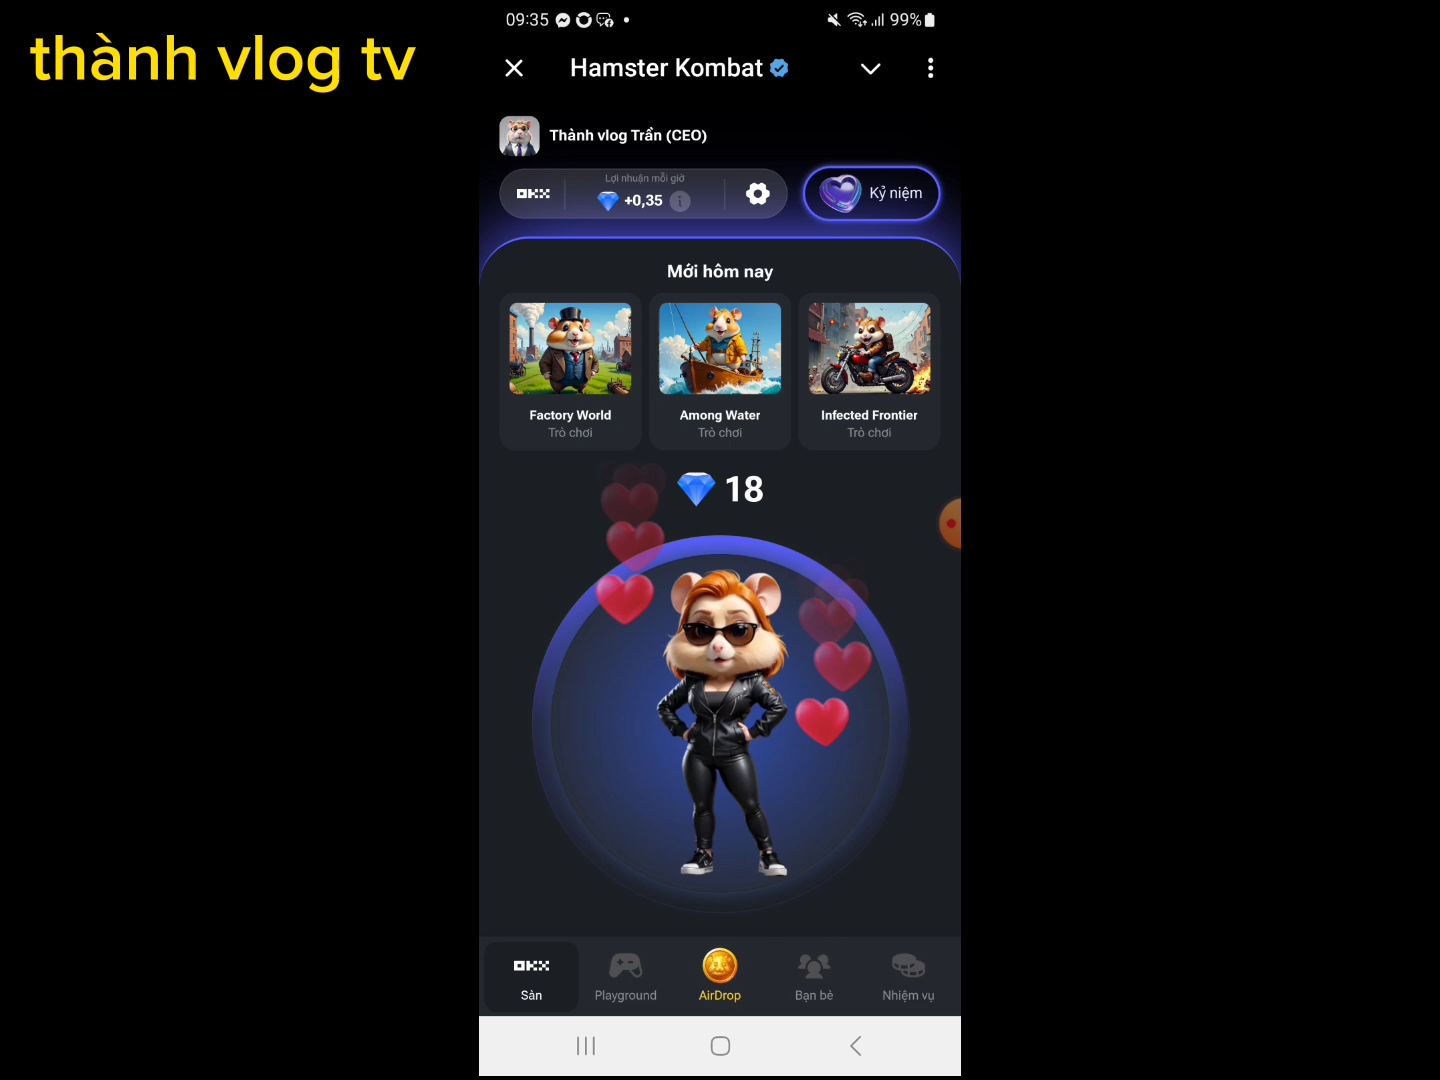 thành vlog tv
09:35
99%
Hamster Kombat
Thành vlog Trần (CEO)
Lợi nhuận mỗi giờ
OKX
+0,35
Kỷ niệm
Mới hôm nay
Factory World
Trò chơi
Among Water
Trò chơi
Infected Frontier
Trò chơi
18
OKX
Sàn
Playground
AirDrop
Bạn bè
Nhiệm vụ